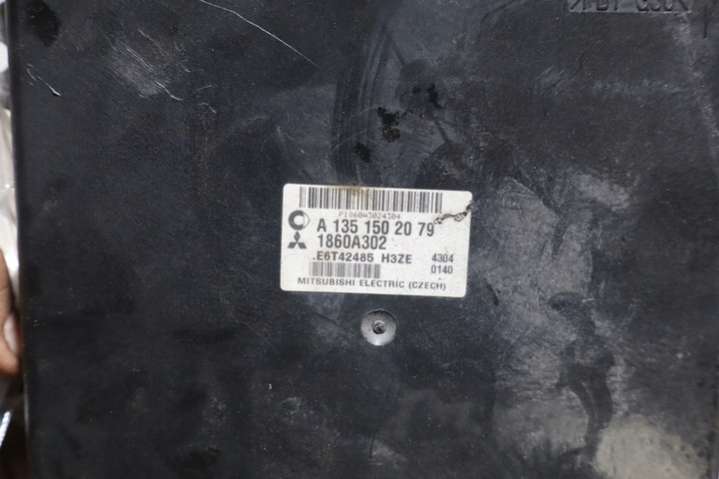 A 135 150 20 79
1860A302
E6T42485 H3ZE 4304
0140
MITSUBISHI ELECTRIC (CZECH)